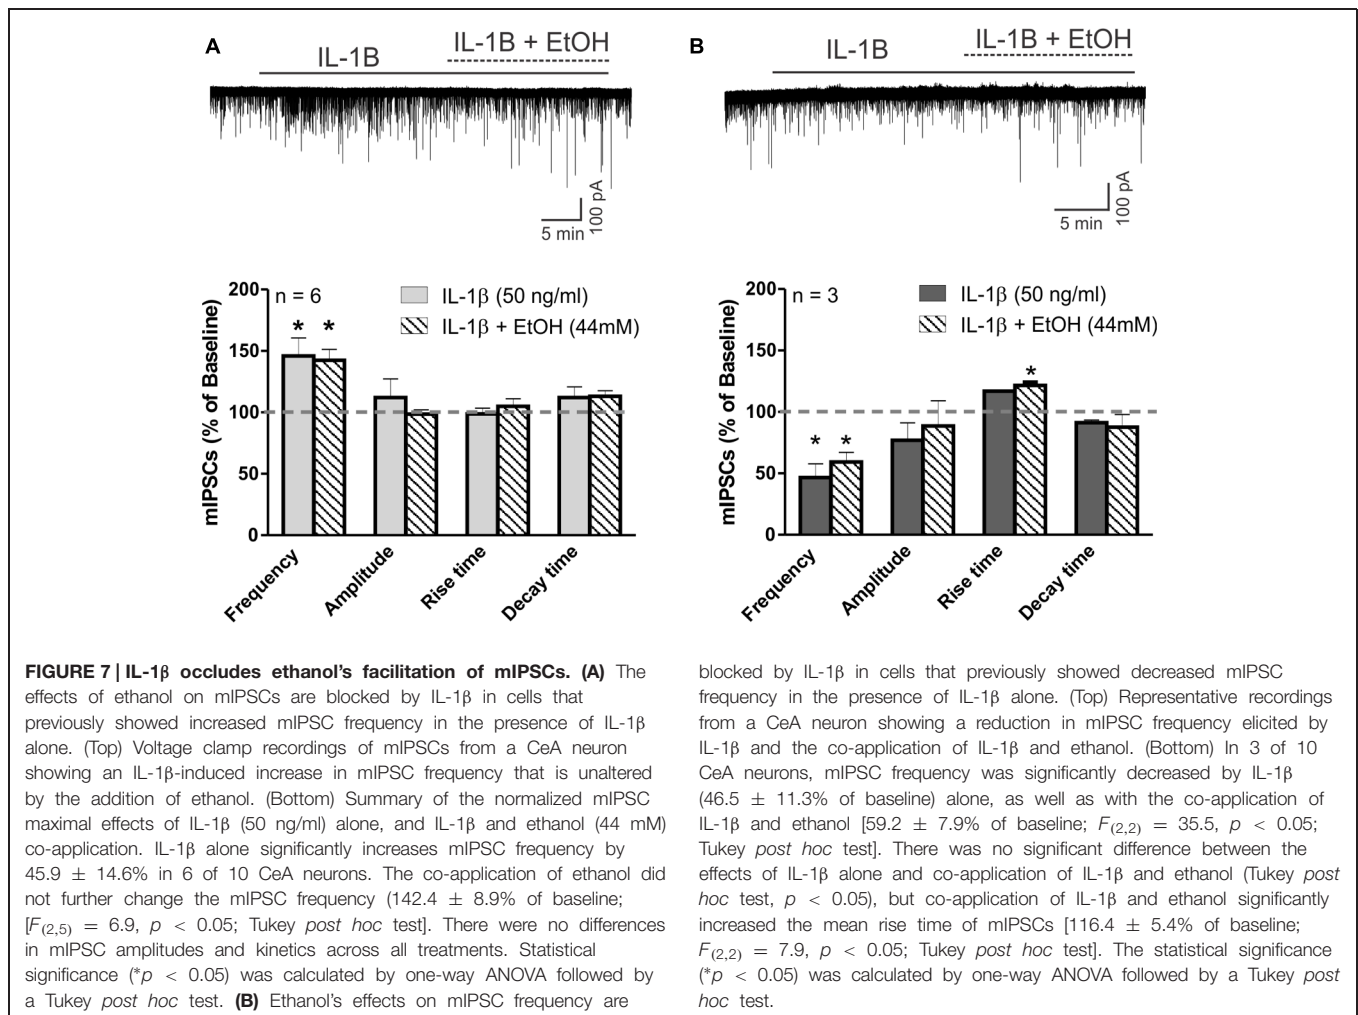 A
IL-1B
IL-1B + EtOH
5 min
100 pA
B
IL-1B
IL-1B + EtOH
5 min
100 pA
mIPSCs (% of Baseline)
200
150
100
50
0
n = 6
IL-1β (50 ng/ml)
IL-1β + EtOH (44mM)
* *
Frequency
Amplitude
Rise time
Decay time
mIPSCs (% of Baseline)
200
150
100
50
0
n = 3
IL-1β (50 ng/ml)
IL-1β + EtOH (44mM)
* *
*
Frequency
Amplitude
Rise time
Decay time
FIGURE 7 | IL-1β occludes ethanol's facilitation of mIPSCs. (A) The
effects of ethanol on mIPSCs are blocked by IL-1β in cells that
previously showed increased mIPSC frequency in the presence of IL-1β
alone. (Top) Voltage clamp recordings of mIPSCs from a CeA neuron
showing an IL-1β-induced increase in mIPSC frequency that is unaltered
by the addition of ethanol. (Bottom) Summary of the normalized mIPSC
maximal effects of IL-1β (50 ng/ml) alone, and IL-1β and ethanol (44 mM)
co-application. IL-1β alone significantly increases mIPSC frequency by
45.9 ± 14.6% in 6 of 10 CeA neurons. The co-application of ethanol did
not further change the mIPSC frequency (142.4 ± 8.9% of baseline;
[F(2,5) = 6.9, p < 0.05; Tukey post hoc test]. There were no differences
in mIPSC amplitudes and kinetics across all treatments. Statistical
significance (*p < 0.05) was calculated by one-way ANOVA followed by
a Tukey post hoc test. (B) Ethanol's effects on mIPSC frequency are
blocked by IL-1β in cells that previously showed decreased mIPSC
frequency in the presence of IL-1β alone. (Top) Representative recordings
from a CeA neuron showing a reduction in mIPSC frequency elicited by
IL-1β and the co-application of IL-1β and ethanol. (Bottom) In 3 of 10
CeA neurons, mIPSC frequency was significantly decreased by IL-1β
(46.5 ± 11.3% of baseline) alone, as well as with the co-application of
IL-1β and ethanol [59.2 ± 7.9% of baseline; F(2,2) = 35.5, p < 0.05;
Tukey post hoc test]. There was no significant difference between the
effects of IL-1β alone and co-application of IL-1β and ethanol (Tukey post
hoc test, p < 0.05), but co-application of IL-1β and ethanol significantly
increased the mean rise time of mIPSCs [116.4 ± 5.4% of baseline;
F(2,2) = 7.9, p < 0.05; Tukey post hoc test]. The statistical significance
(*p < 0.05) was calculated by one-way ANOVA followed by a Tukey post
hoc test.